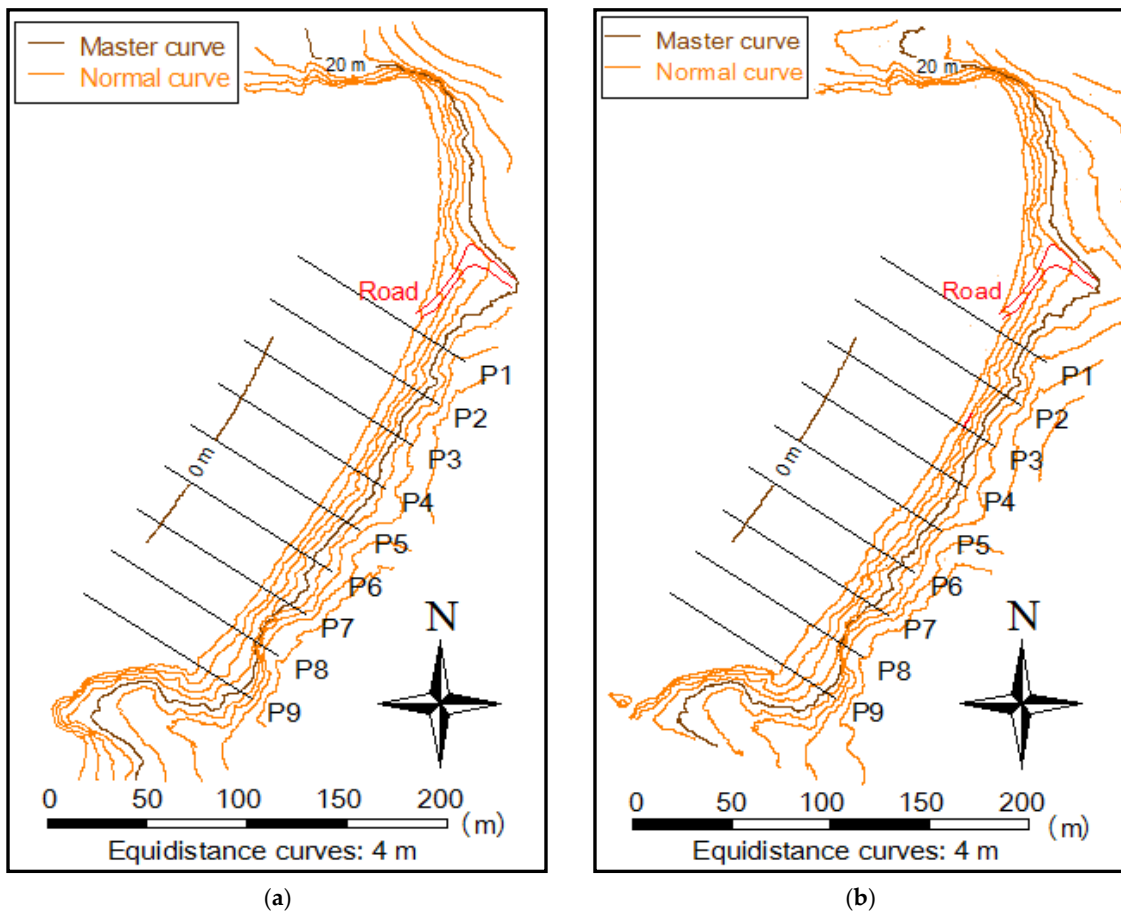 Master curve
Normal curve
20 m
Road
0 m
P1
P2
P3
P4
P5
P6
P7
P8
P9
N
0 50 100 150 200
(m)
Equidistance curves: 4 m
(a)
Master curve
Normal curve
20 m
Road
0 m
P1
P2
P3
P4
P5
P6
P7
P8
P9
N
0 50 100 150 200
(m)
Equidistance curves: 4 m
(b)